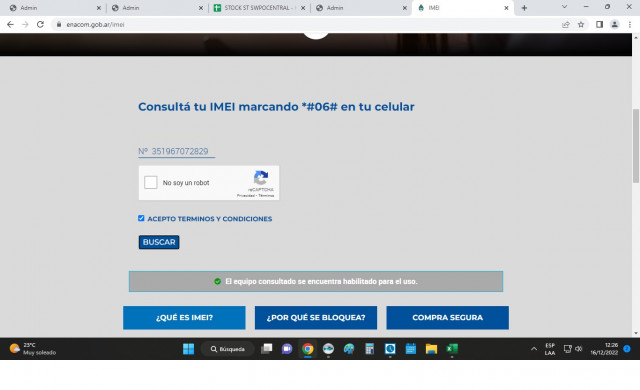 Admin
Admin
STOCK ST SWPOCENTRAL -
Admin
IMEI
enacom.gob.ar/imei
Consultá tu IMEI marcando *#06# en tu celular
Nº 351967072829
No soy un robot
reCAPTCHA
Privacidad - Términos
ACEPTO TERMINOS Y CONDICIONES
BUSCAR
El equipo consultado se encuentra habilitado para el uso.
¿QUÉ ES IMEI?
¿POR QUÉ SE BLOQUEA?
COMPRA SEGURA
23°C
Muy soleado
Búsqueda
ESP
LAA
12:26
16/12/2022